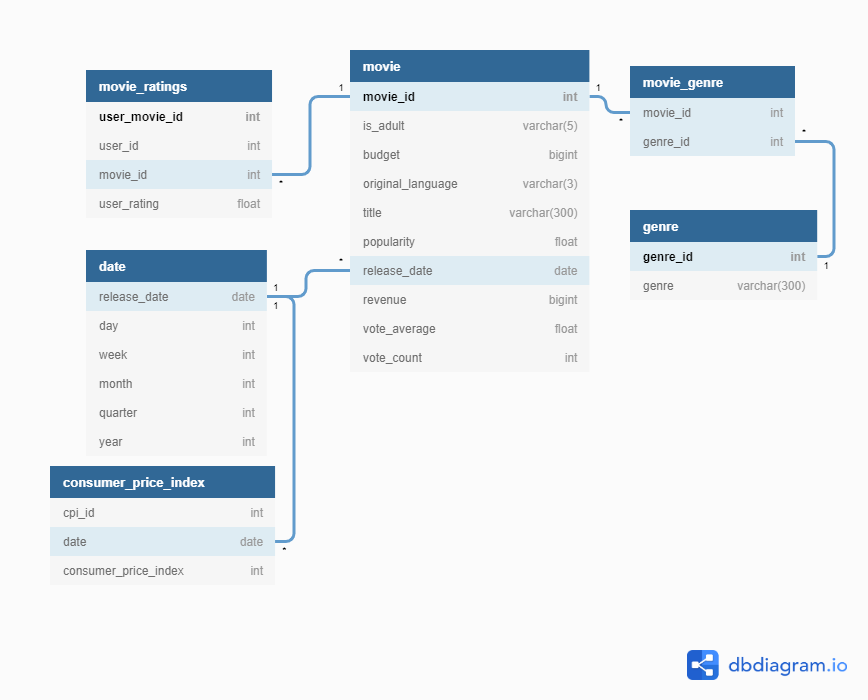 movie_ratings
user_movie_id int
user_id int
movie_id int
user_rating float
date
release_date date
day int
week int
month int
quarter int
year int
consumer_price_index
cpi_id int
date date
consumer_price_index int
movie
movie_id int
is_adult varchar(5)
budget bigint
original_language varchar(3)
title varchar(300)
popularity float
release_date date
revenue bigint
vote_average float
vote_count int
movie_genre
movie_id int
genre_id int
genre
genre_id int
genre varchar(300)
1
*
1
*
*
1
*
1
1
*
dbdiagram.io